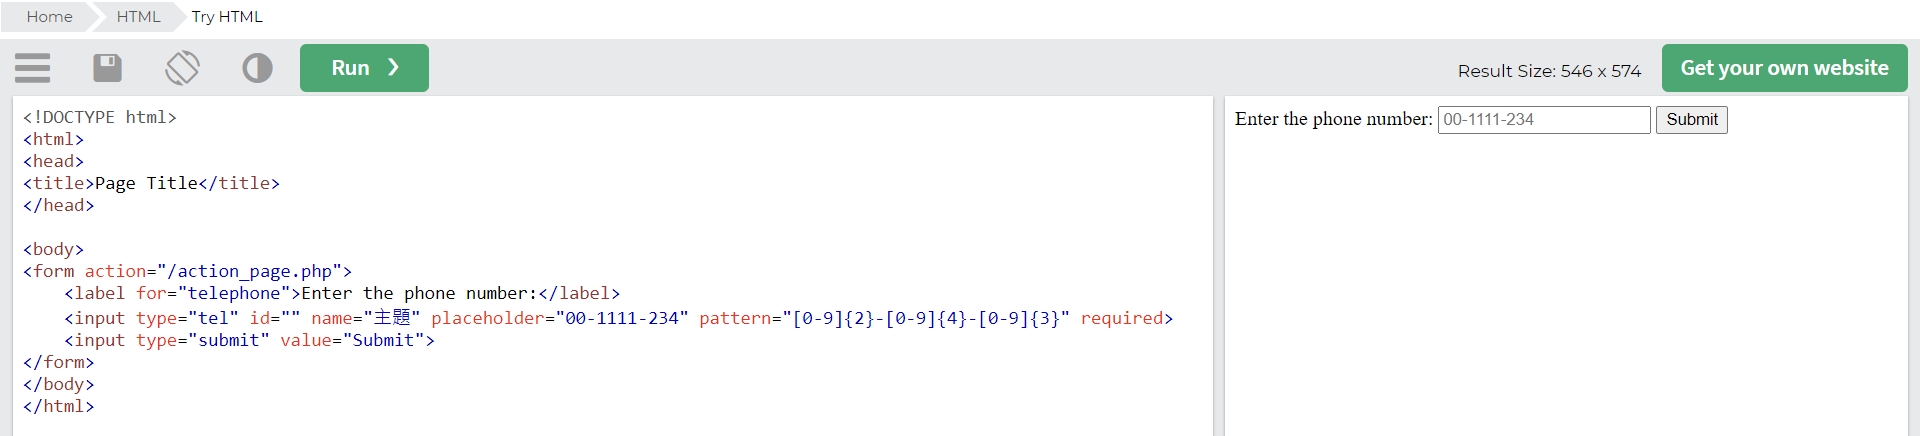 Home HTML Try HTML
Run ❯ Result Size: 546 x 574 Get your own website
<!DOCTYPE html>
<html>
<head>
<title>Page Title</title>
</head>
<body>
<form action="/action_page.php">
<label for="telephone">Enter the phone number:</label>
<input type="tel" id="" name="主題" placeholder="00-1111-234" pattern="[0-9]{2}-[0-9]{4}-[0-9]{3}" required>
<input type="submit" value="Submit">
</form>
</body>
</html>
Enter the phone number: 00-1111-234 Submit